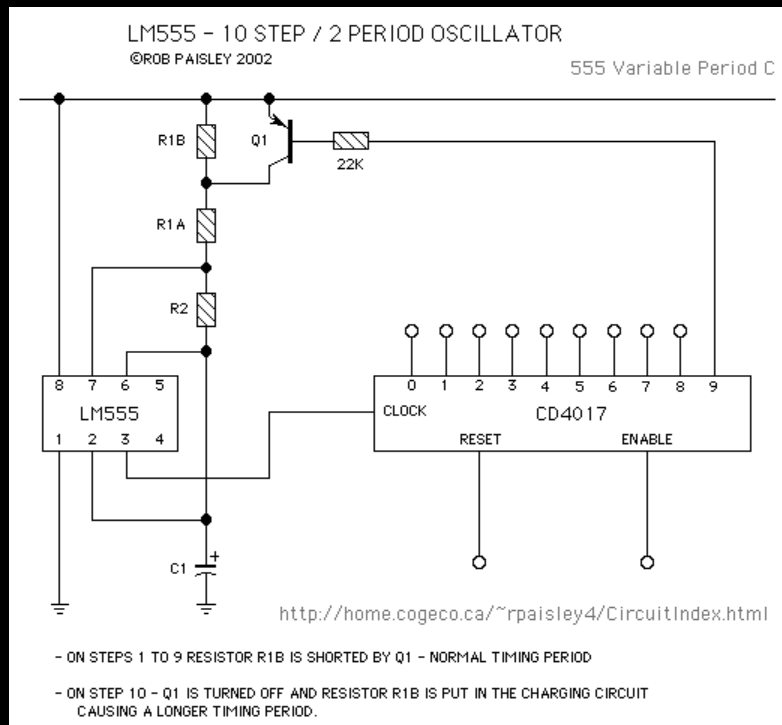 LM555 - 10 STEP / 2 PERIOD OSCILLATOR
©ROB PAISLEY 2002
555 Variable Period C
R1B
Q1
22K
R1A
R2
0 1 2 3 4 5 6 7 8 9
8 7 6 5
LM555
1 2 3 4
CLOCK
CD4017
RESET
ENABLE
+
C1
http://home.cogeco.ca/~rpaisley4/CircuitIndex.html
- ON STEPS 1 TO 9 RESISTOR R1B IS SHORTED BY Q1 - NORMAL TIMING PERIOD
- ON STEP 10 - Q1 IS TURNED OFF AND RESISTOR R1B IS PUT IN THE CHARGING CIRCUIT
CAUSING A LONGER TIMING PERIOD.